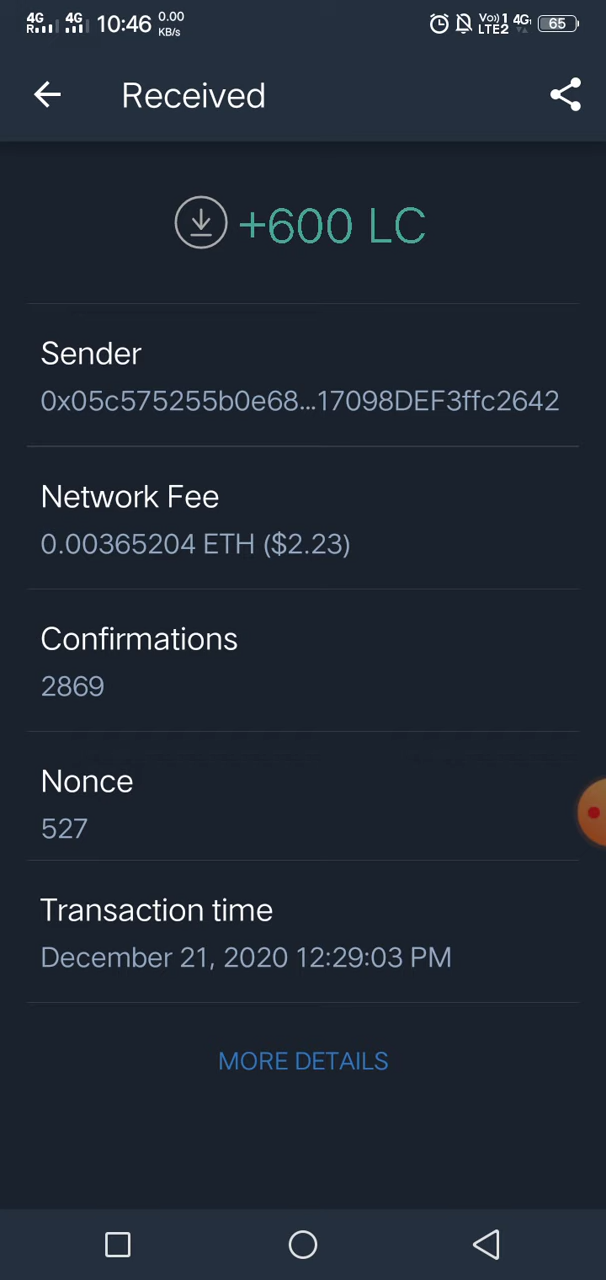 4G R 4G 10:46 0.00 KB/s Vo)) 1 LTE2 4G 65
Received
+600 LC
Sender
0x05c575255b0e68...17098DEF3ffc2642
Network Fee
0.00365204 ETH ($2.23)
Confirmations
2869
Nonce
527
Transaction time
December 21, 2020 12:29:03 PM
MORE DETAILS